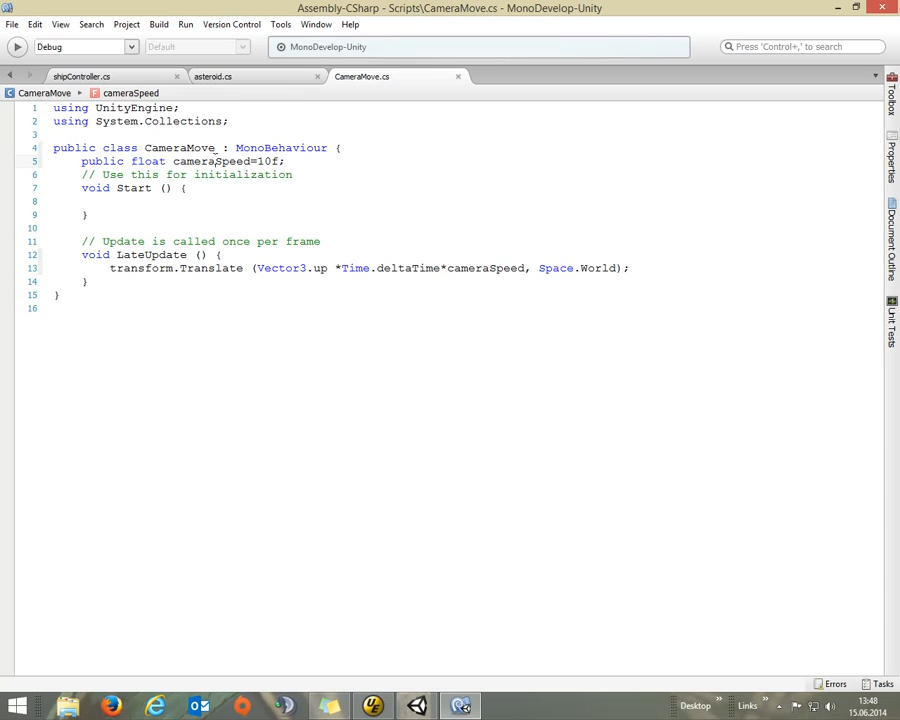 Assembly-CSharp - Scripts\CameraMove.cs - MonoDevelop-Unity
File Edit View Search Project Build Run Version Control Tools Window Help
Debug Default MonoDevelop-Unity Press 'Control+,' to search
shipController.cs asteroid.cs CameraMove.cs
CameraMove cameraSpeed
1 using UnityEngine;
2 using System.Collections;
3
4 public class CameraMove : MonoBehaviour {
5 public float cameraSpeed=10f;
6 // Use this for initialization
7 void Start () {
8
9 }
10
11 // Update is called once per frame
12 void LateUpdate () {
13 transform.Translate (Vector3.up *Time.deltaTime*cameraSpeed, Space.World);
14 }
15 }
16
Toolbox
Properties
Document Outline
Unit Tests
Errors Tasks
Desktop Links 13:48
15.06.2014